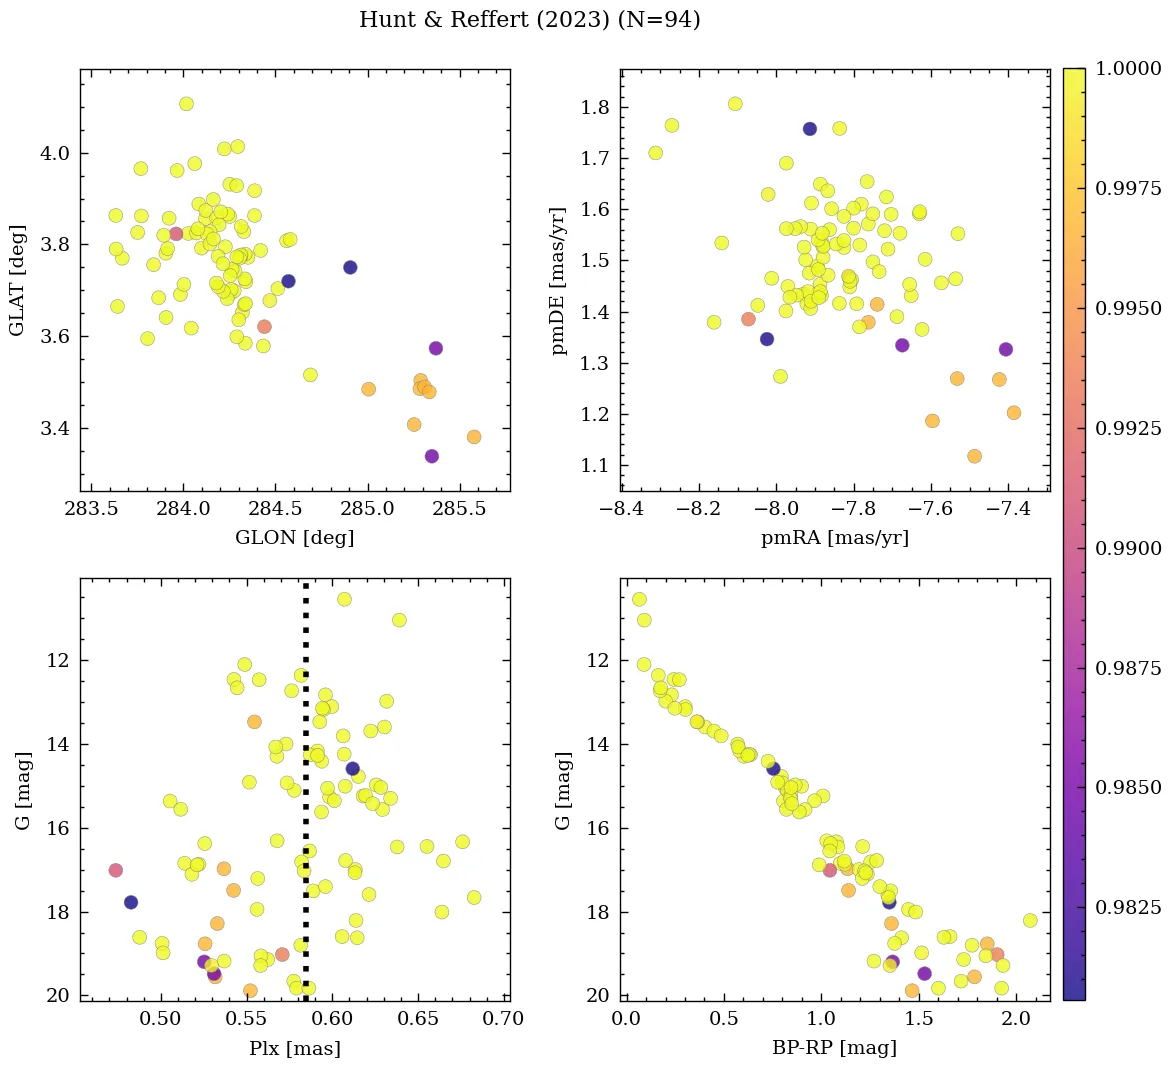 Hunt & Reffert (2023) (N=94)
4.0
3.8
3.6
3.4
GLAT [deg]
283.5 284.0 284.5 285.0 285.5
GLON [deg]
1.8
1.7
1.6
1.5
1.4
1.3
1.2
1.1
pmDE [mas/yr]
−8.4 −8.2 −8.0 −7.8 −7.6 −7.4
pmRA [mas/yr]
12
14
16
18
20
G [mag]
0.50 0.55 0.60 0.65 0.70
Plx [mas]
12
14
16
18
20
G [mag]
0.0 0.5 1.0 1.5 2.0
BP-RP [mag]
1.0000
0.9975
0.9950
0.9925
0.9900
0.9875
0.9850
0.9825